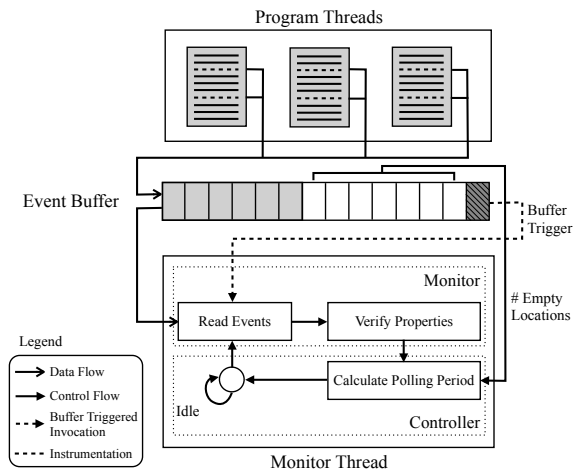 Program Threads
Event Buffer
Buffer
Trigger
Monitor
# Empty
Locations
Read Events
Verify Properties
Calculate Polling Period
Idle
Controller
Monitor Thread
Legend
Data Flow
Control Flow
Buffer Triggered
Invocation
Instrumentation